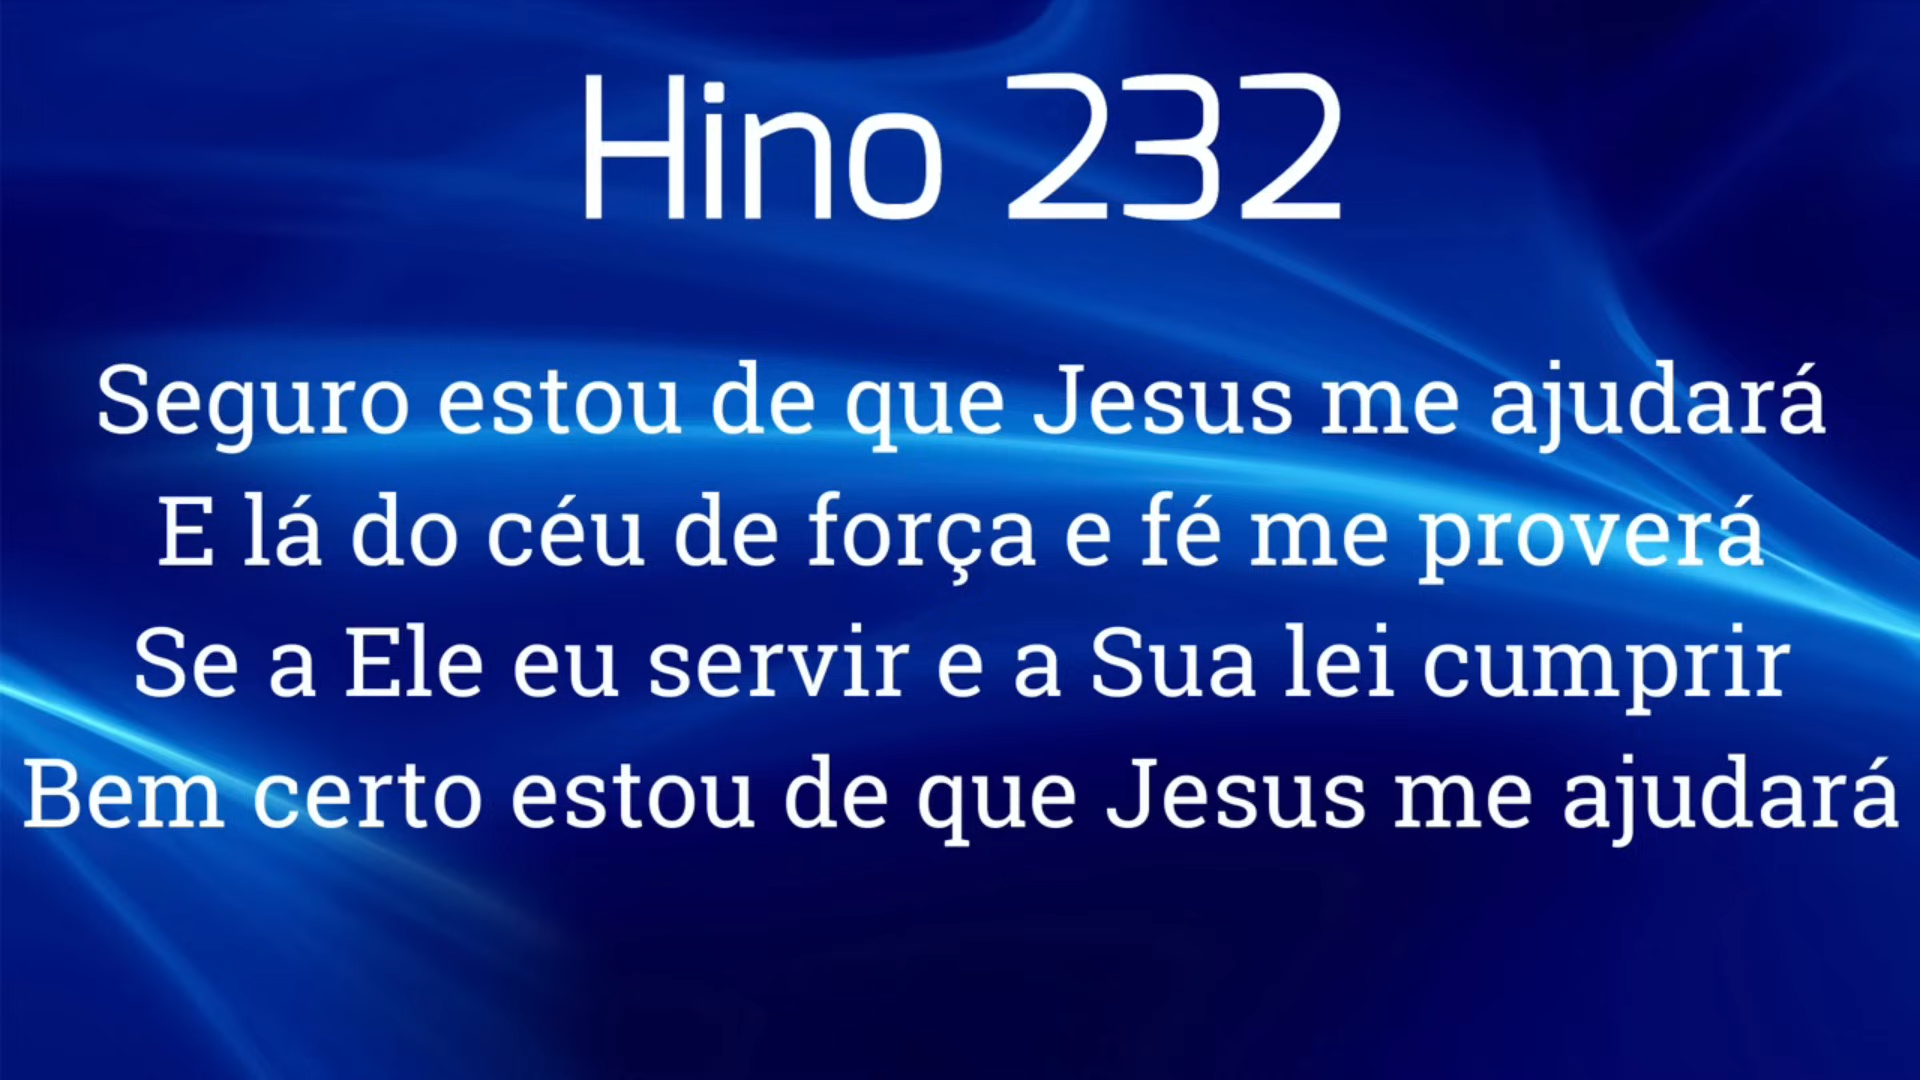 Hino 232
Seguro estou de que Jesus me ajudará
E lá do céu de força e fé me proverá
Se a Ele eu servir e a Sua lei cumprir
Bem certo estou de que Jesus me ajudará